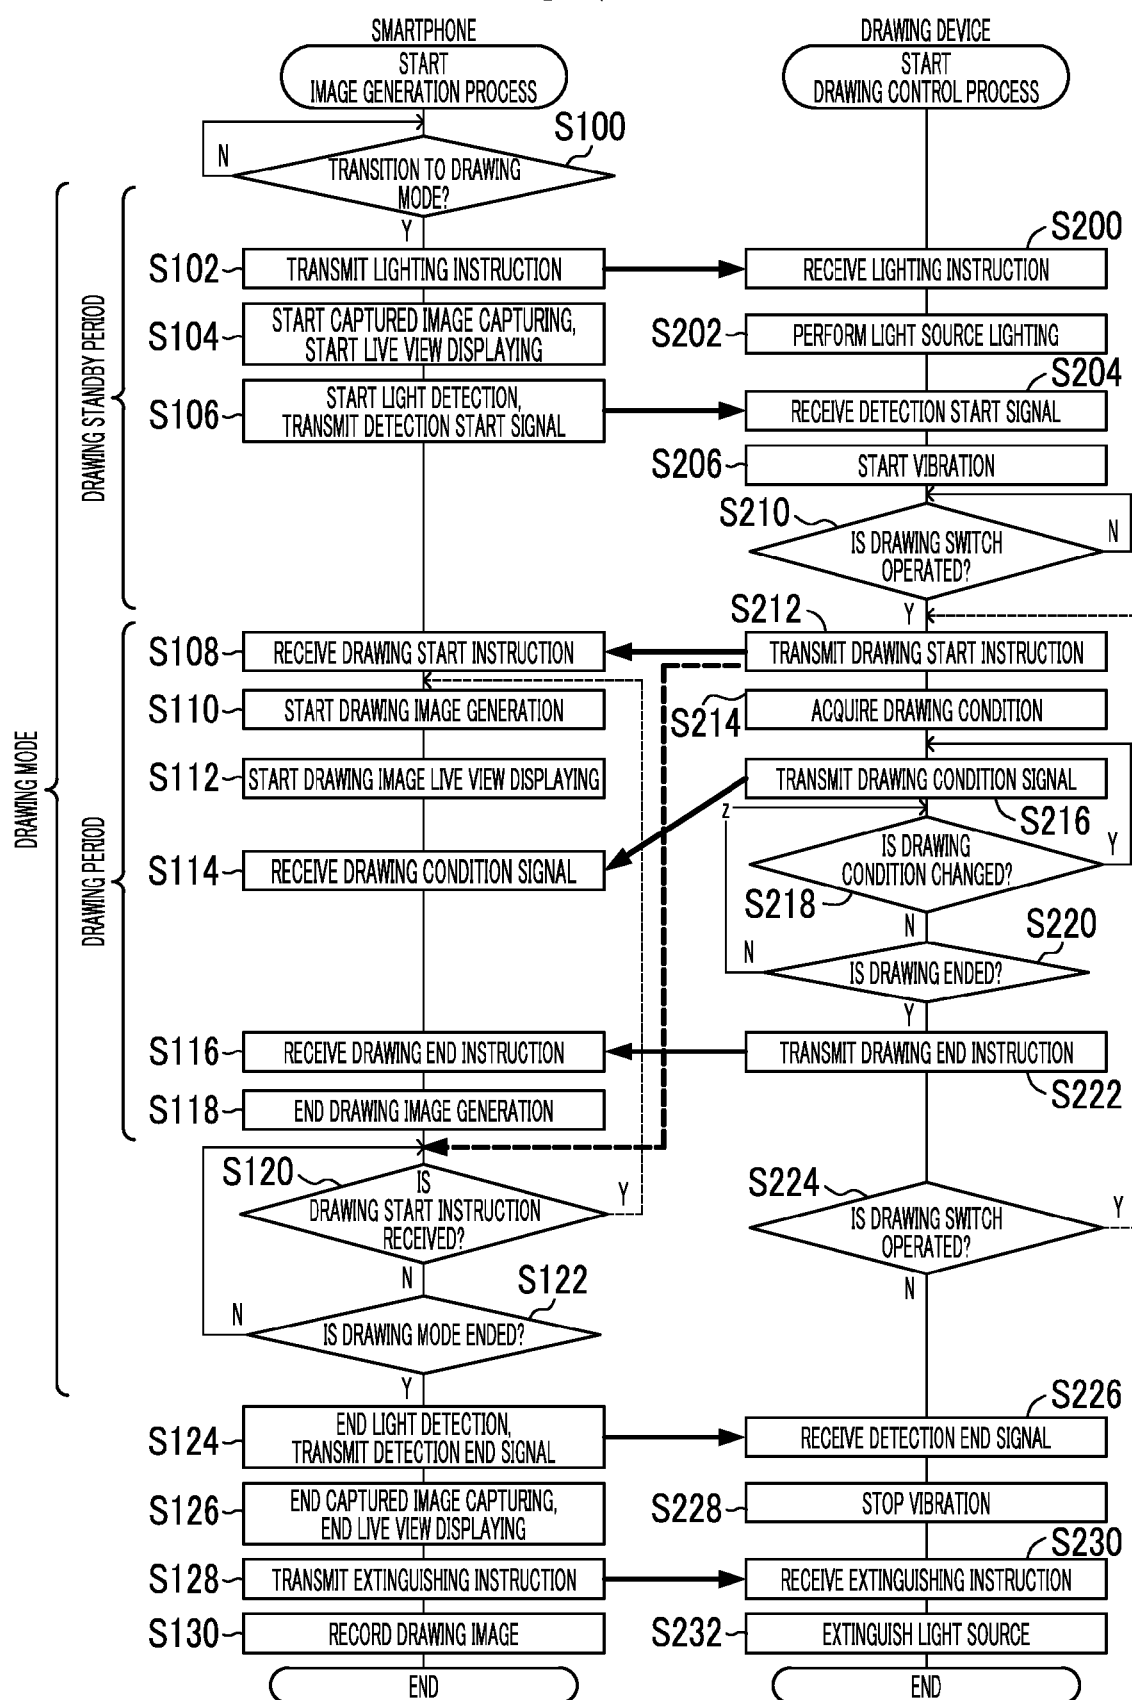 SMARTPHONE
START
IMAGE GENERATION PROCESS
DRAWING DEVICE
START
DRAWING CONTROL PROCESS
S100
N
TRANSITION TO DRAWING
MODE?
Y
DRAWING MODE
DRAWING STANDBY PERIOD
S102
TRANSMIT LIGHTING INSTRUCTION
S200
RECEIVE LIGHTING INSTRUCTION
S104
START CAPTURED IMAGE CAPTURING,
START LIVE VIEW DISPLAYING
S202
PERFORM LIGHT SOURCE LIGHTING
S106
START LIGHT DETECTION,
TRANSMIT DETECTION START SIGNAL
S204
RECEIVE DETECTION START SIGNAL
S206
START VIBRATION
S210
IS DRAWING SWITCH
OPERATED?
N
Y
DRAWING PERIOD
S108
RECEIVE DRAWING START INSTRUCTION
S212
TRANSMIT DRAWING START INSTRUCTION
S110
START DRAWING IMAGE GENERATION
S214
ACQUIRE DRAWING CONDITION
S112
START DRAWING IMAGE LIVE VIEW DISPLAYING
TRANSMIT DRAWING CONDITION SIGNAL
S216
z
S114
RECEIVE DRAWING CONDITION SIGNAL
IS DRAWING
CONDITION CHANGED?
Y
S218
N
S220
N
IS DRAWING ENDED?
Y
S116
RECEIVE DRAWING END INSTRUCTION
TRANSMIT DRAWING END INSTRUCTION
S222
S118
END DRAWING IMAGE GENERATION
S120
IS
DRAWING START INSTRUCTION
RECEIVED?
Y
N
S224
IS DRAWING SWITCH
OPERATED?
Y
N
S122
N
IS DRAWING MODE ENDED?
Y
S124
END LIGHT DETECTION,
TRANSMIT DETECTION END SIGNAL
S226
RECEIVE DETECTION END SIGNAL
S126
END CAPTURED IMAGE CAPTURING,
END LIVE VIEW DISPLAYING
S228
STOP VIBRATION
S128
TRANSMIT EXTINGUISHING INSTRUCTION
S230
RECEIVE EXTINGUISHING INSTRUCTION
S130
RECORD DRAWING IMAGE
S232
EXTINGUISH LIGHT SOURCE
END
END